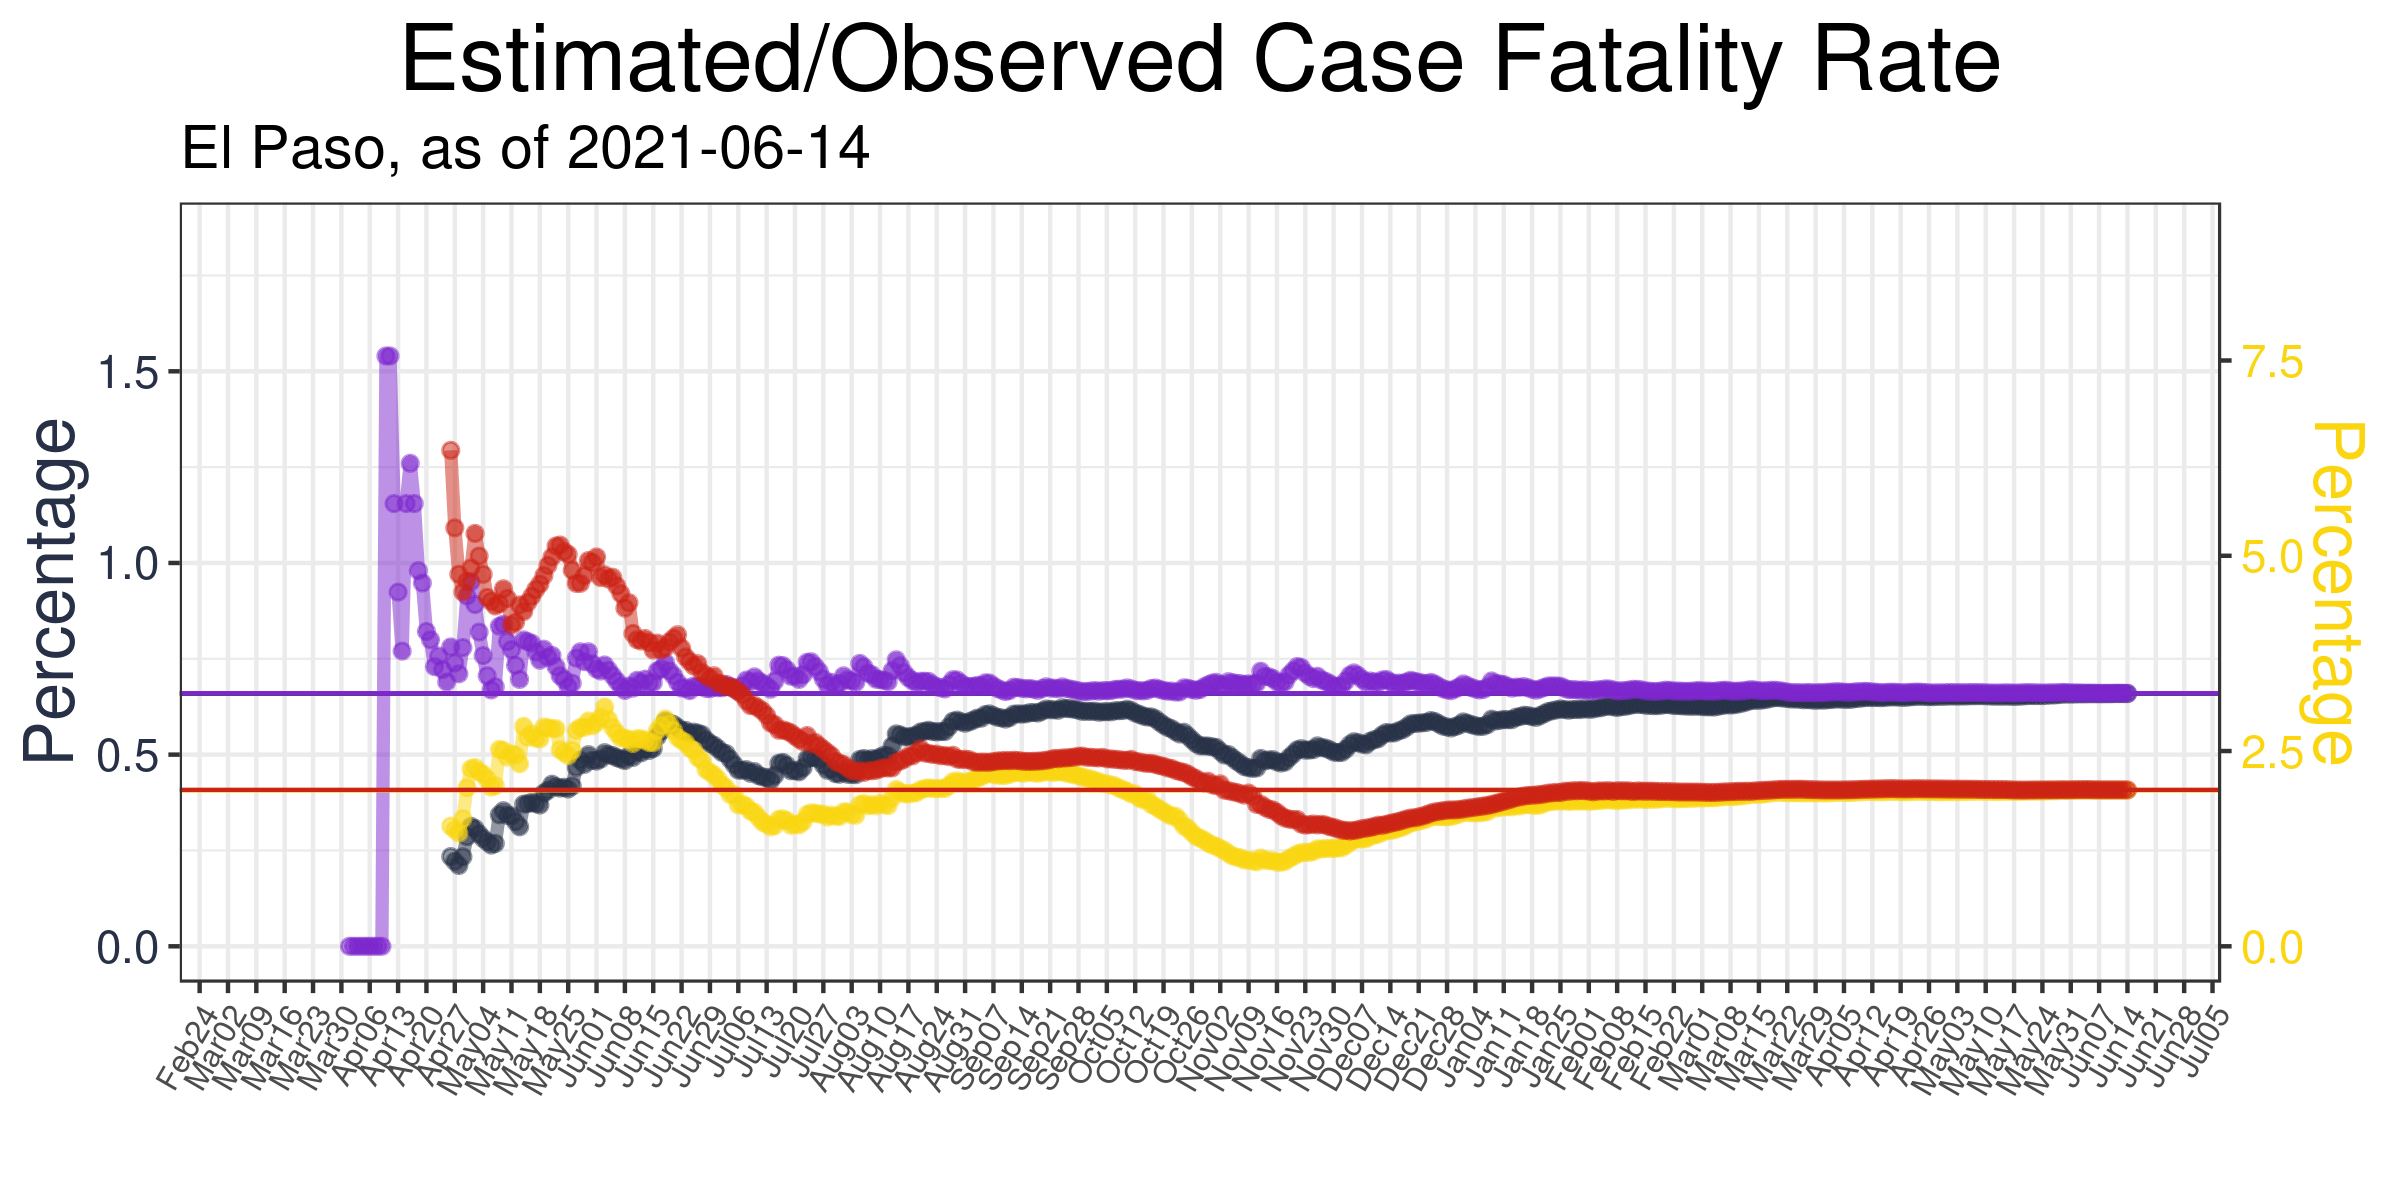 Estimated/Observed Case Fatality Rate
El Paso, as of 2021-06-14
Percentage
1.5
1.0
0.5
0.0
7.5
5.0
2.5
0.0
Percentage
Feb24
Mar02
Mar09
Mar16
Mar23
Mar30
Apr06
Apr13
Apr20
Apr27
May04
May11
May18
May25
Jun01
Jun08
Jun15
Jun22
Jun29
Jul06
Jul13
Jul20
Jul27
Aug03
Aug10
Aug17
Aug24
Aug31
Sep07
Sep14
Sep21
Sep28
Oct05
Oct12
Oct19
Oct26
Nov02
Nov09
Nov16
Nov23
Nov30
Dec07
Dec14
Dec21
Dec28
Jan04
Jan11
Jan18
Jan25
Feb01
Feb08
Feb15
Feb22
Mar01
Mar08
Mar15
Mar22
Mar29
Apr05
Apr12
Apr19
Apr26
May03
May10
May17
May24
May31
Jun07
Jun14
Jun21
Jun28
Jul05